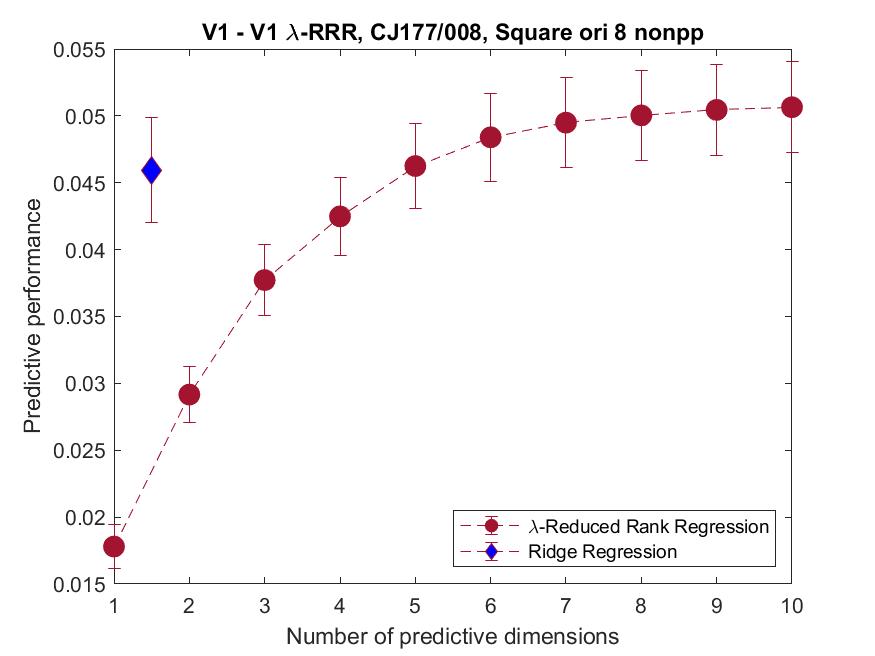 V1 - V1 λ-RRR, CJ177/008, Square ori 8 nonpp
Predictive performance
0.055
0.05
0.045
0.04
0.035
0.03
0.025
0.02
0.015
1 2 3 4 5 6 7 8 9 10
Number of predictive dimensions
λ-Reduced Rank Regression
Ridge Regression